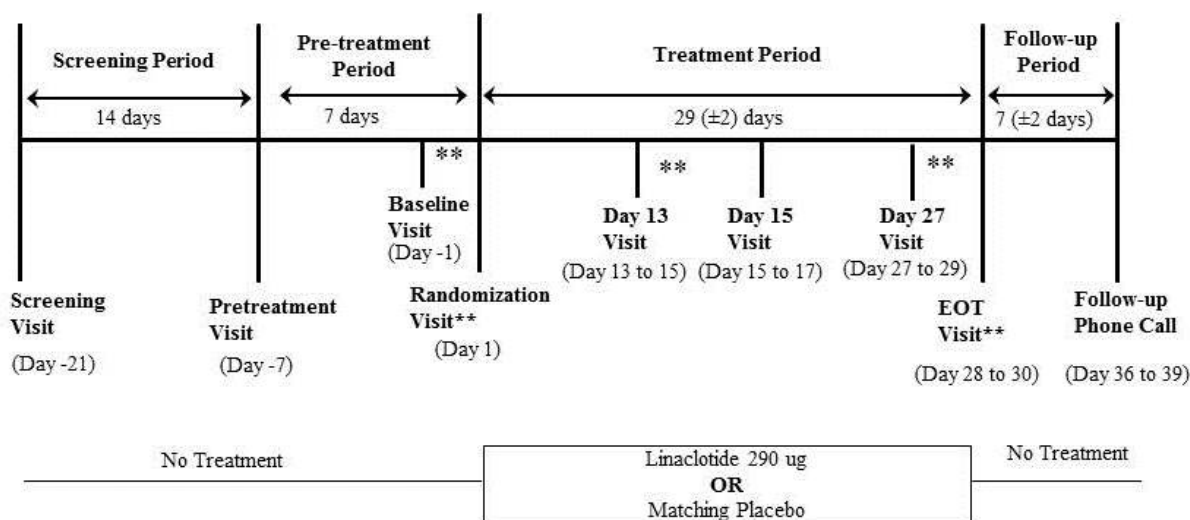 Screening Period
Pre-treatment
Period
Treatment Period
Follow-up
Period
14 days
7 days
29 (±2) days
7 (±2 days)
**
**
**
Baseline
Visit
(Day -1)
Day 13
Visit
(Day 13 to 15)
Day 15
Visit
(Day 15 to 17)
Day 27
Visit
(Day 27 to 29)
Screening
Visit
(Day -21)
Pretreatment
Visit
(Day -7)
Randomization
Visit**
(Day 1)
EOT
Visit**
(Day 28 to 30)
Follow-up
Phone Call
(Day 36 to 39)
No Treatment
Linaclotide 290 ug
OR
Matching Placebo
No Treatment